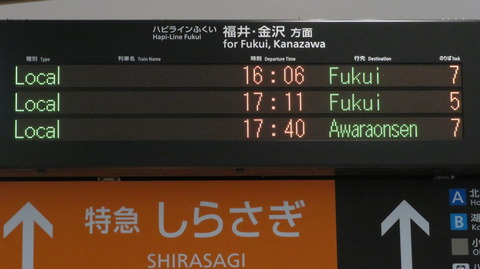 ハピラインふくい 福井・金沢 方面
Hapi-Line Fukui for Fukui, Kanazawa
種別 Type 列車名 Train Name 時刻 Departure Time 行先 Destination のりば Track
Local 16:06 Fukui 7
Local 17:11 Fukui 5
Local 17:40 Awaraonsen 7
特急 しらさぎ
SHIRASAGI
A 北
B 湖